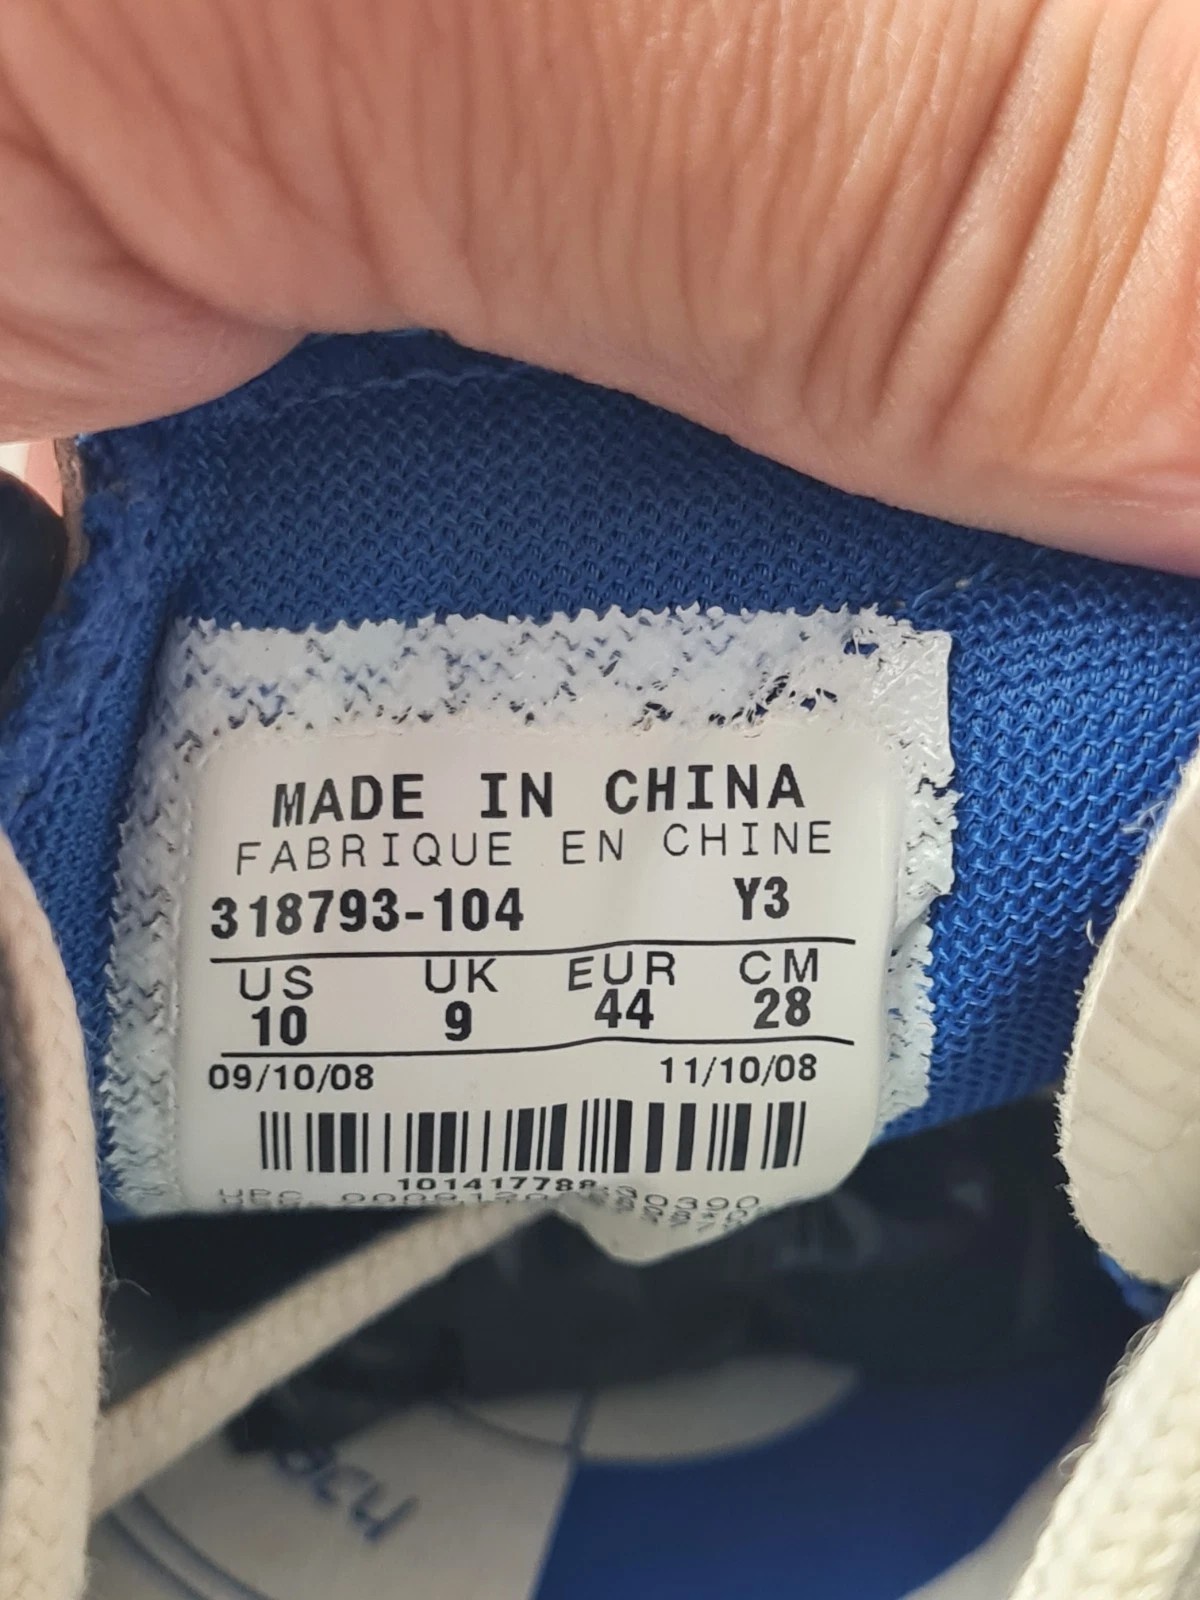 MADE IN CHINA
FABRIQUE EN CHINE
318793-104 Y3
US UK EUR CM
10 9 44 28
09/10/08 11/10/08